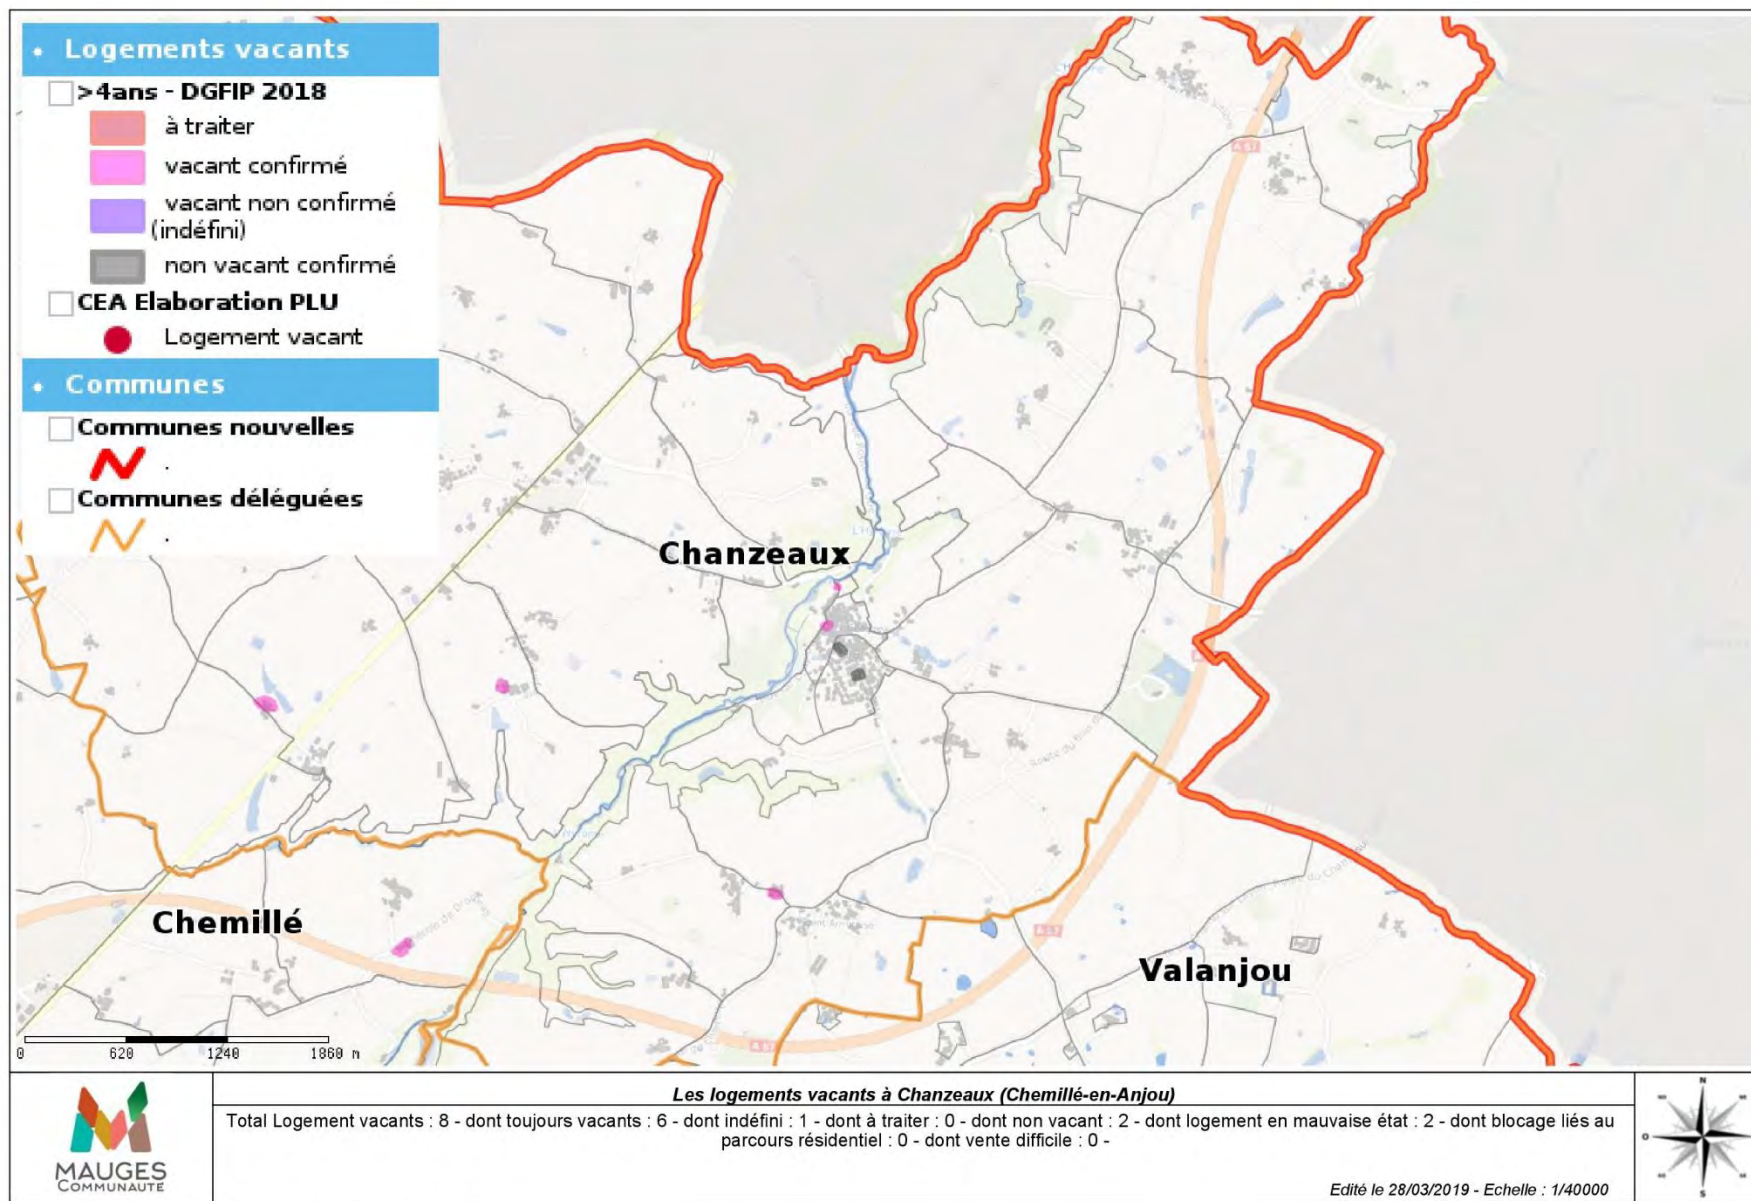 Logements vacants
>4ans - DGFIP 2018
à traiter
vacant confirmé
vacant non confirmé
(indéfini)
non vacant confirmé
CEA Elaboration PLU
Logement vacant
Communes
Communes nouvelles
.
Communes déléguées
.
A 87
Chanzeaux
Chemillé
A 87
Valanjou
A 87
0 620 1240 1860 m
MAUGES
COMMUNAUTÉ
Les logements vacants à Chanzeaux (Chemillé-en-Anjou)
Total Logement vacants : 8 - dont toujours vacants : 6 - dont indéfini : 1 - dont à traiter : 0 - dont non vacant : 2 - dont logement en mauvaise état : 2 - dont blocage liés au
parcours résidentiel : 0 - dont vente difficile : 0 -
Edité le 28/03/2019 - Echelle : 1/40000
N
O
E
S